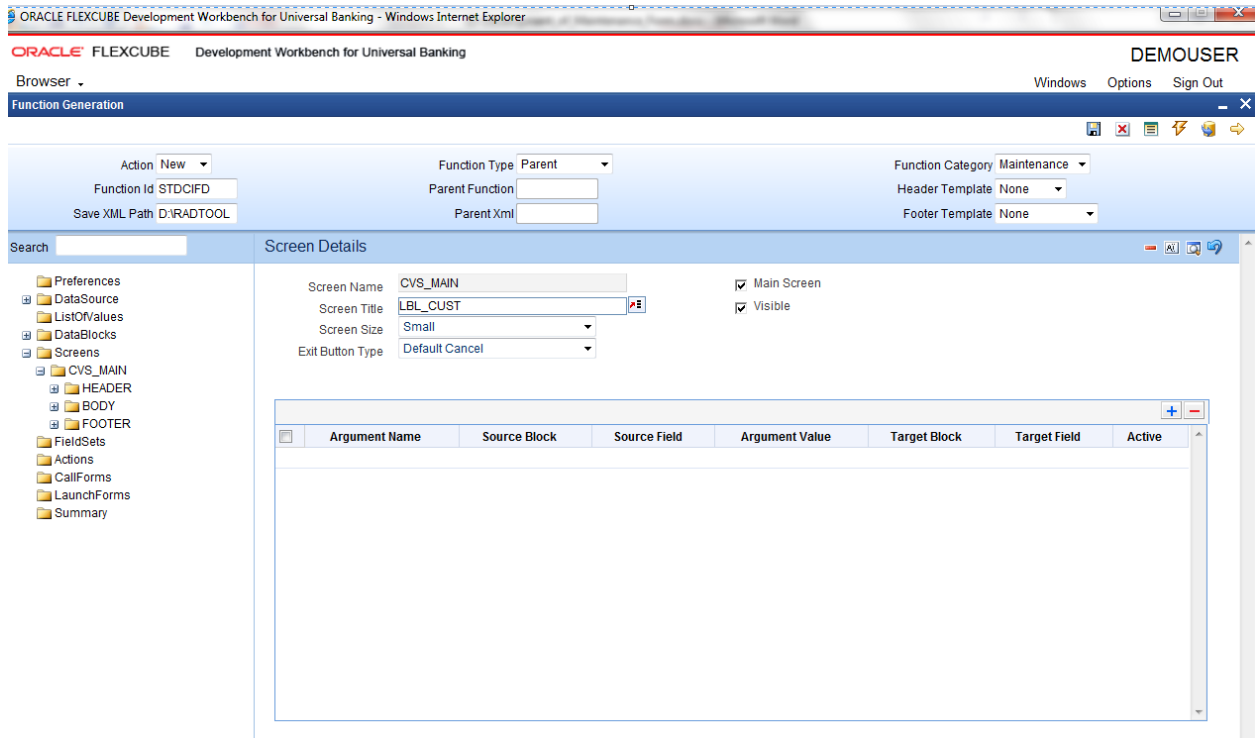 ORACLE FLEXCUBE Development Workbench for Universal Banking - Windows Internet Explorer
ORACLE FLEXCUBE Development Workbench for Universal Banking DEMOUSER
Browser Windows Options Sign Out
Function Generation
Action New Function Type Parent Function Category Maintenance
Function Id STDCIFD Parent Function Header Template None
Save XML Path D:\RADTOOL Parent Xml Footer Template None
Search Screen Details
Preferences
DataSource
ListOfValues
DataBlocks
Screens
CVS_MAIN
HEADER
BODY
FOOTER
FieldSets
Actions
CallForms
LaunchForms
Summary
Screen Name CVS_MAIN Main Screen
Screen Title LBL_CUST Visible
Screen Size Small
Exit Button Type Default Cancel
Argument Name Source Block Source Field Argument Value Target Block Target Field Active